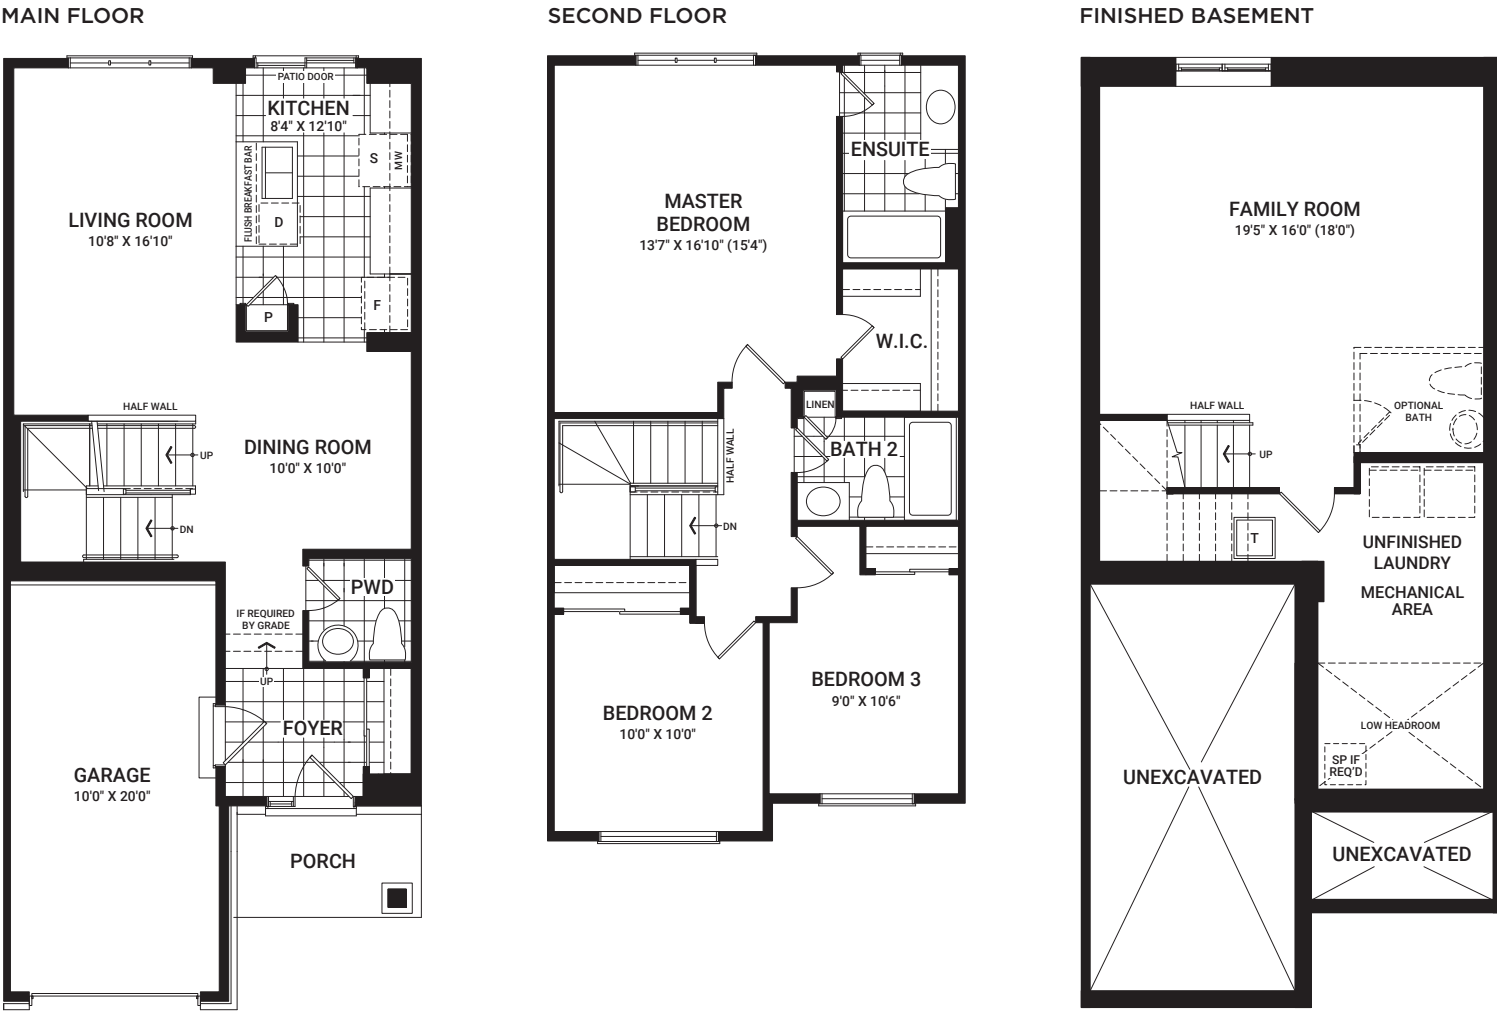 MAIN FLOOR
PATIO DOOR
KITCHEN
8'4" X 12'10"
S
MW
FLUSH BREAKFAST BAR
D
LIVING ROOM
10'8" X 16'10"
F
P
HALF WALL
UP
DINING ROOM
10'0" X 10'0"
DN
PWD
IF REQUIRED
BY GRADE
UP
FOYER
GARAGE
10'0" X 20'0"
PORCH
SECOND FLOOR
ENSUITE
MASTER
BEDROOM
13'7" X 16'10" (15'4")
W.I.C.
LINEN
HALF WALL
BATH 2
DN
BEDROOM 3
9'0" X 10'6"
BEDROOM 2
10'0" X 10'0"
FINISHED BASEMENT
FAMILY ROOM
19'5" X 16'0" (18'0")
HALF WALL
OPTIONAL
BATH
UP
T
UNFINISHED
LAUNDRY
MECHANICAL
AREA
LOW HEADROOM
SP IF
REQ'D
UNEXCAVATED
UNEXCAVATED